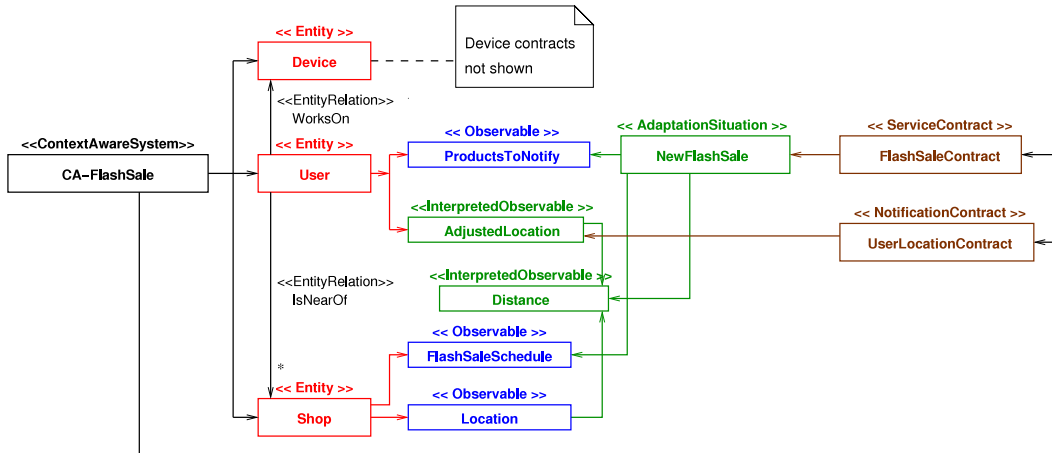 << Entity >>
Device
Device contracts
not shown
<<EntityRelation>>
WorksOn
<<ContextAwareSystem>>
CA-FlashSale
<< Entity >>
User
<< Observable >>
ProductsToNotify
<< AdaptationSituation >>
NewFlashSale
<< ServiceContract >>
FlashSaleContract
<<InterpretedObservable >>
AdjustedLocation
<< NotificationContract >>
UserLocationContract
<<EntityRelation>>
IsNearOf
<<InterpretedObservable >>
Distance
<< Observable >>
FlashSaleSchedule
*
<< Entity >>
Shop
<< Observable >>
Location